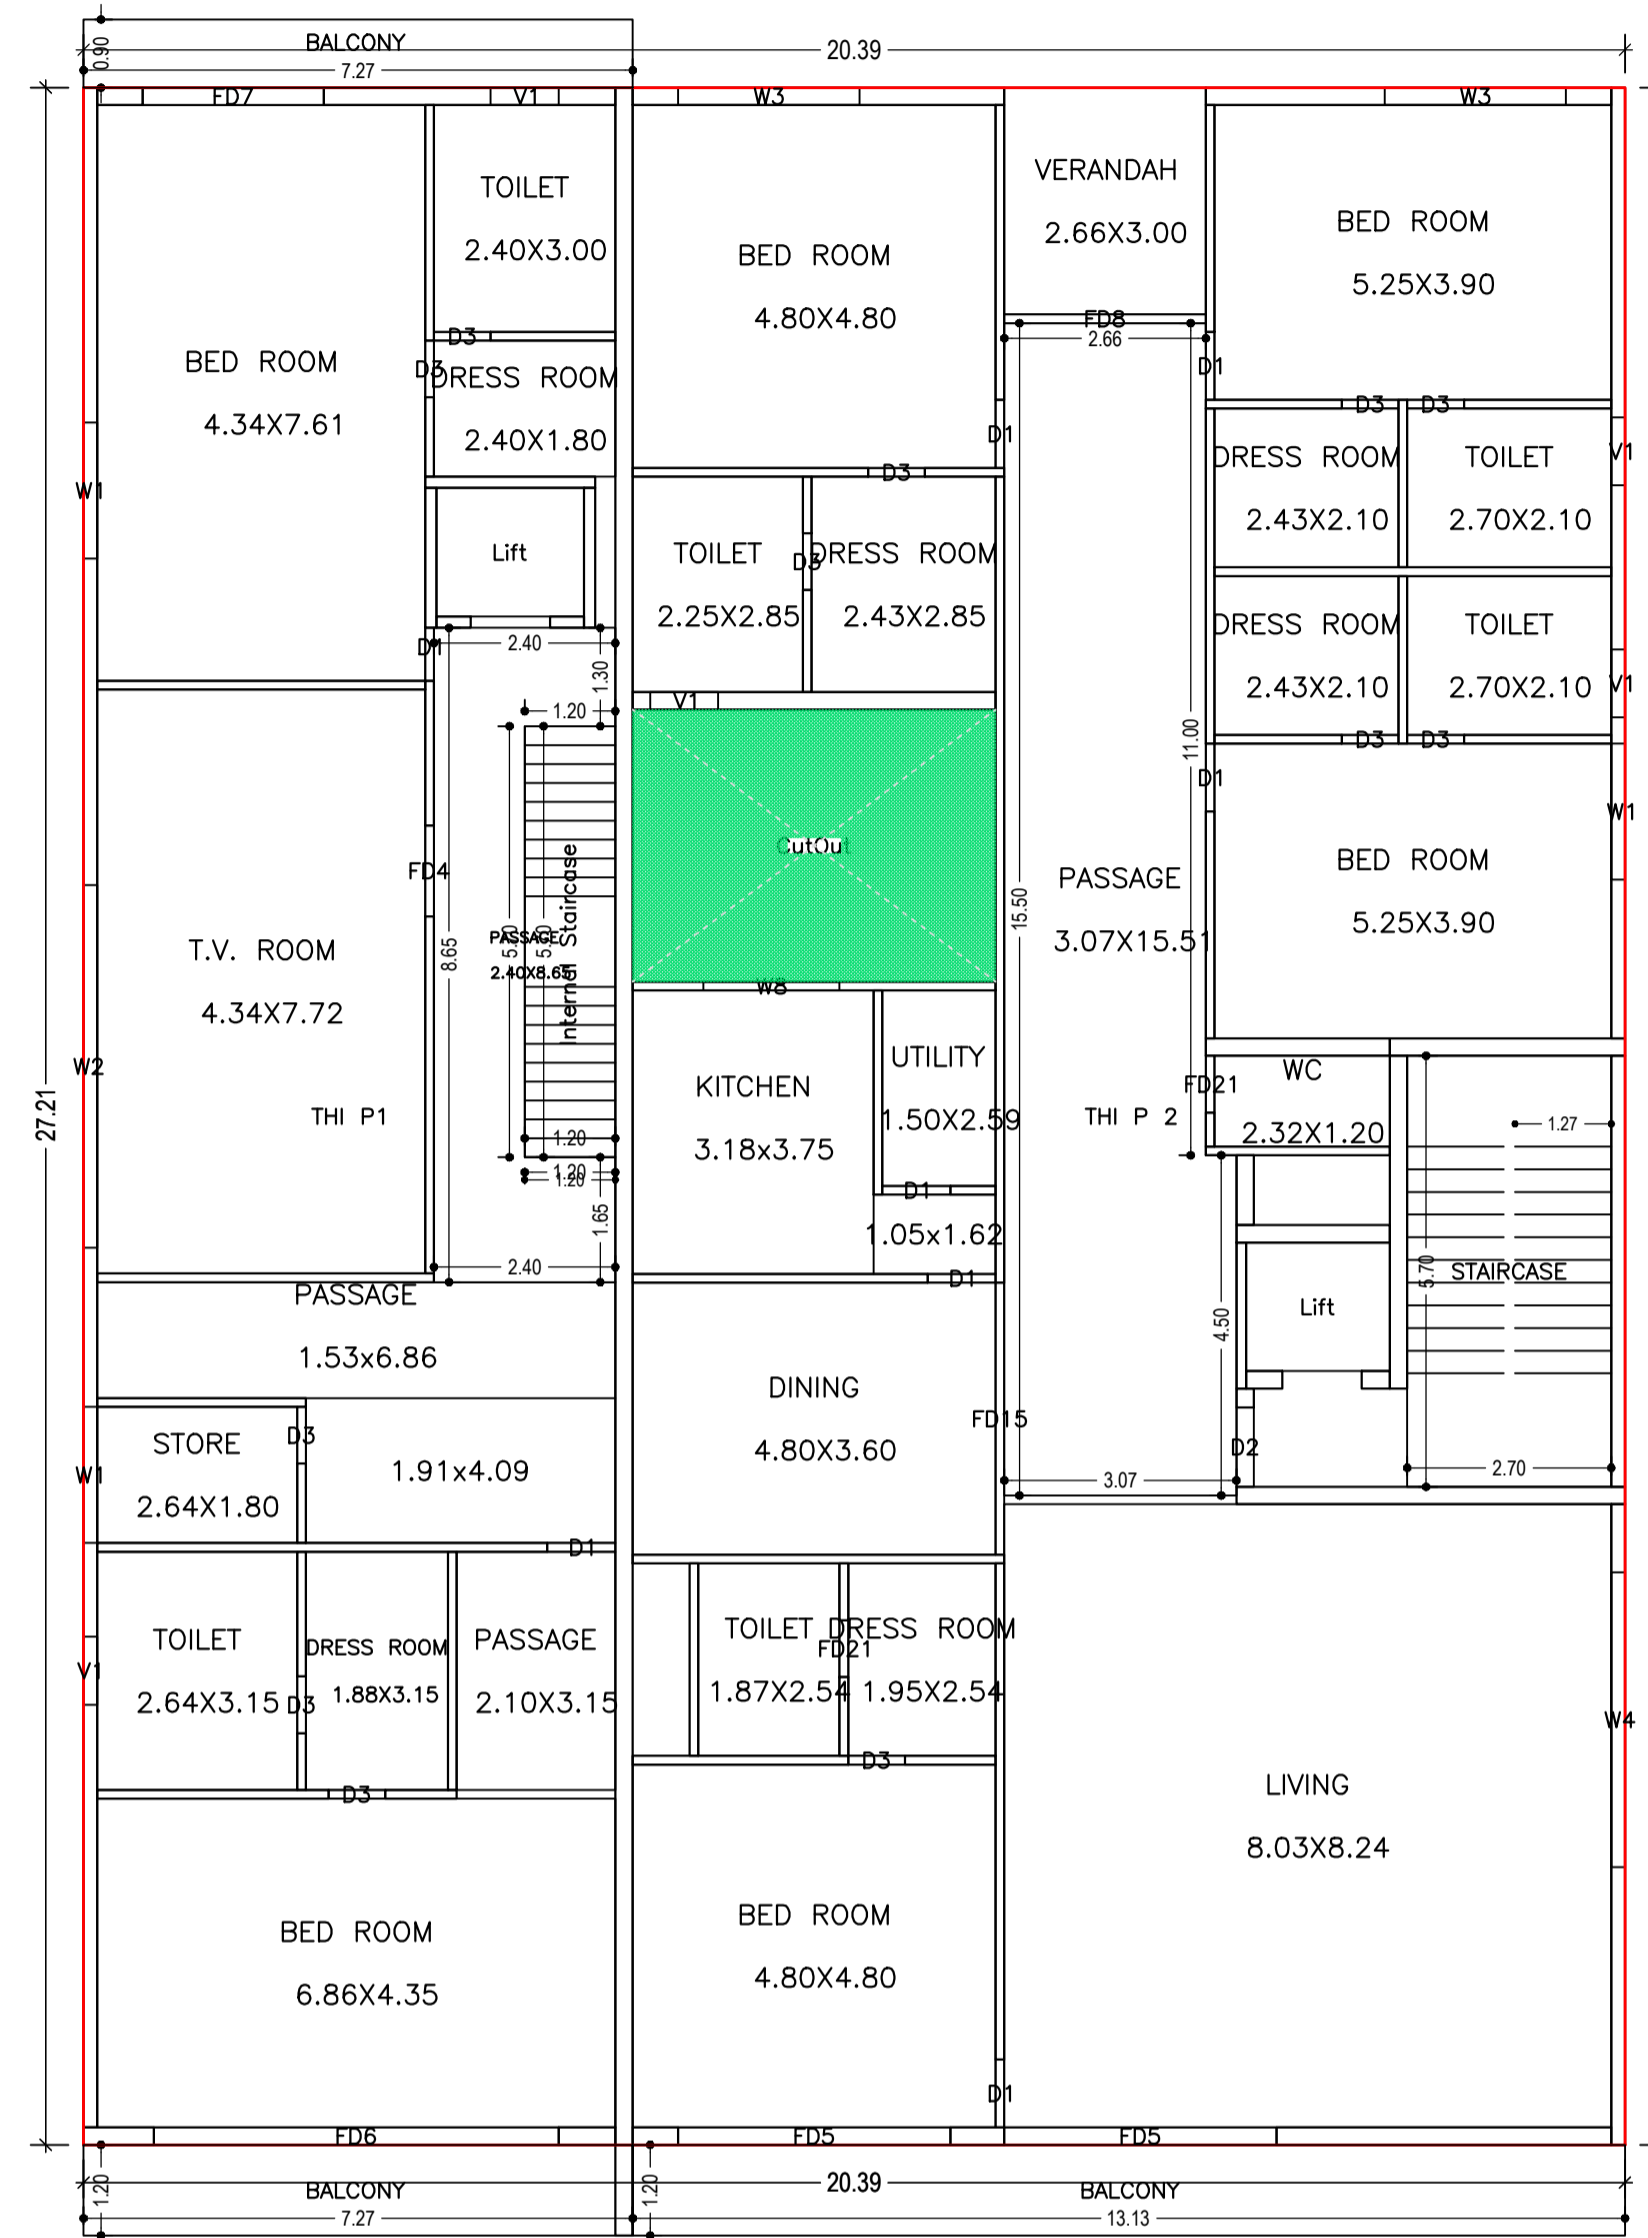 0.90
BALCONY
20.39
7.27
FD7
V1
W3
W3
TOILET
2.40X3.00
VERANDAH
2.66X3.00
BED ROOM
5.25X3.90
BED ROOM
4.80X4.80
FD8
2.66
D3
D3
D1
BED ROOM
4.34X7.61
DRESS ROOM
2.40X1.80
D3
D3
D1
D3
DRESS ROOM
2.43X2.10
TOILET
2.70X2.10
V1
W1
Lift
TOILET
2.25X2.85
D3
DRESS ROOM
2.43X2.85
DRESS ROOM
2.43X2.10
TOILET
2.70X2.10
V1
D1
2.40
1.30
1.20
V1
11.00
D3
D3
D1
W1
CutOut
FD4
Internal Staircase
PASSAGE
2.40X8.65
8.65
15.50
PASSAGE
3.07X15.51
BED ROOM
5.25X3.90
T.V. ROOM
4.34X7.72
W8
W2
27.21
THI P1
KITCHEN
3.18x3.75
UTILITY
1.50X2.59
THI P 2
FD21
WC
2.32X1.20
1.27
1.20
1.20
1.65
D1
1.05x1.62
2.40
D1
5.70
STAIRCASE
Lift
4.50
PASSAGE
1.53x6.86
DINING
4.80X3.60
FD15
D2
STORE
2.64X1.80
D3
1.91x4.09
W1
3.07
2.70
D1
TOILET
2.64X3.15
D3
DRESS ROOM
1.88X3.15
PASSAGE
2.10X3.15
V1
TOILET
1.87X2.54
FD21
DRESS ROOM
1.95X2.54
W4
D3
D3
LIVING
8.03X8.24
BED ROOM
6.86X4.35
BED ROOM
4.80X4.80
D1
FD6
FD5
FD5
1.20
BALCONY
1.20
20.39
BALCONY
7.27
13.13